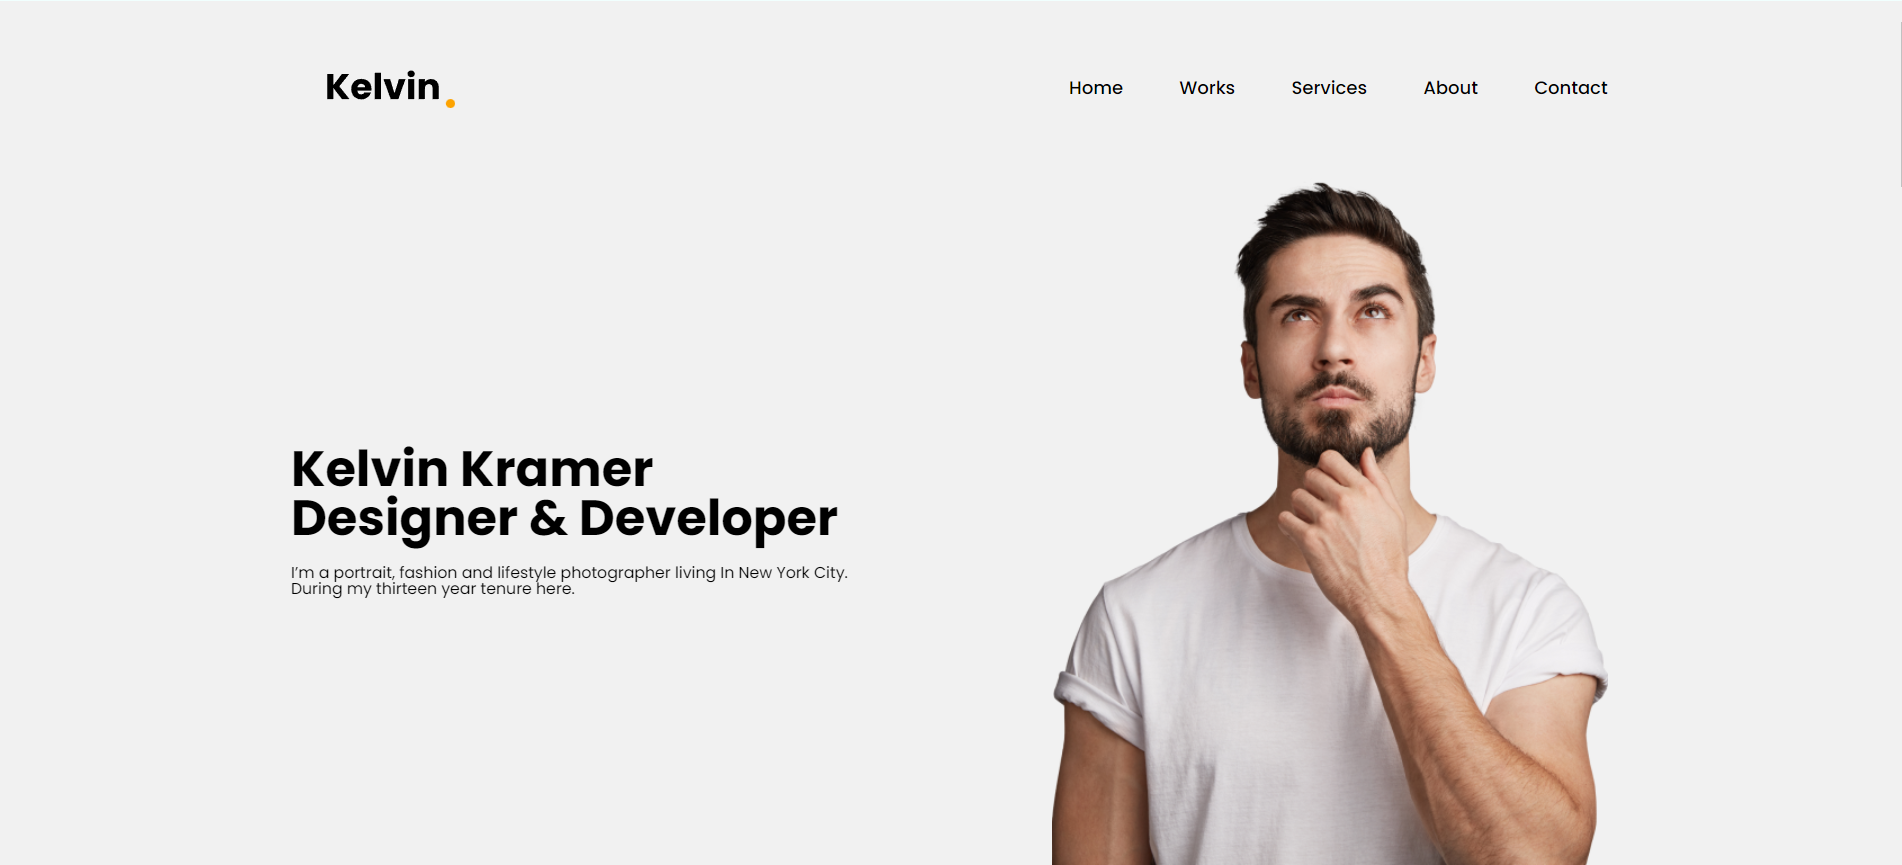 Kelvin.
Home Works Services About Contact
Kelvin Kramer
Designer & Developer
I’m a portrait, fashion and lifestyle photographer living In New York City.
During my thirteen year tenure here.